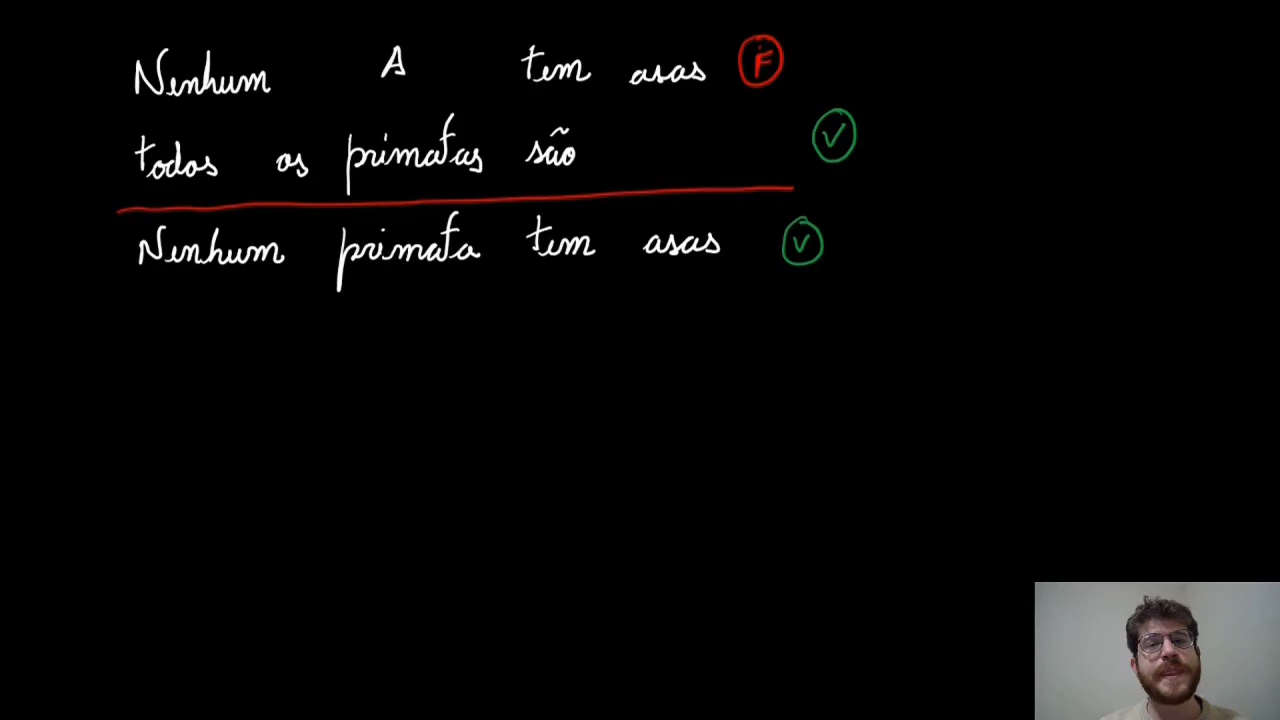 Nenhum A tem asas F
todos os primatas são V
Nenhum primata tem asas V